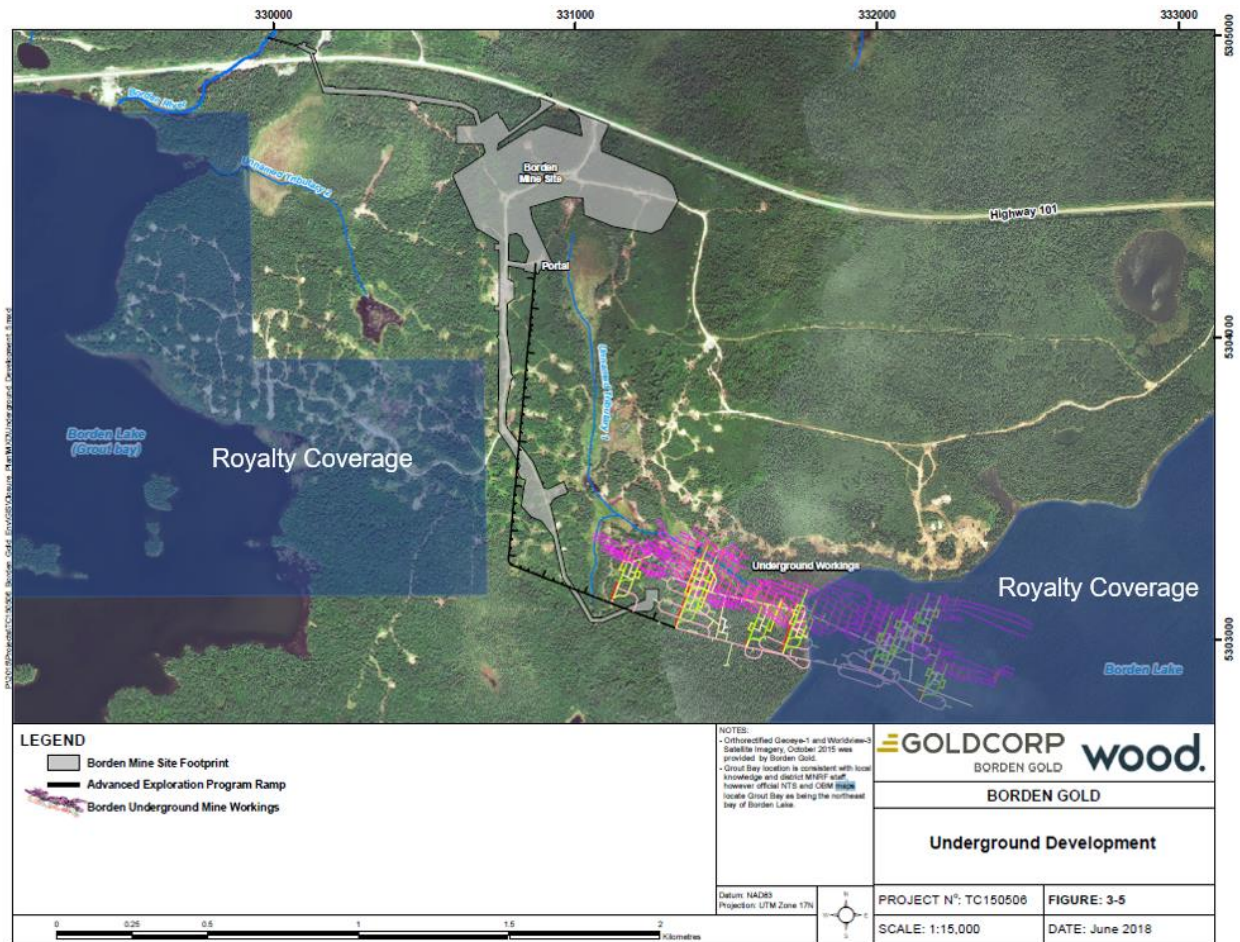 330000
331000
332000
333000
5305000
Borden River
Unnamed Tributary 2
Borden
Mine Site
Highway 101
Portal
5304000
Unnamed Tributary 1
Borden Lake
(Grout bay)
Royalty Coverage
Underground Workings
Royalty Coverage
5303000
Borden Lake
LEGEND
Borden Mine Site Footprint
Advanced Exploration Program Ramp
Borden Underground Mine Workings
NOTES:
- Orthorectified Geoeye-1 and Worldview-3
Satellite Imagery, October 2015 was
provided by Borden Gold.
- Grout Bay location is consistent with local
knowledge and district MNRF staff,
however official NTS and OBM maps
locate Grout Bay as being the northeast
bay of Borden Lake.
Datum: NAD83
Projection: UTM Zone 17N
N
W
E
S
GOLDCORP
BORDEN GOLD
wood.
BORDEN GOLD
Underground Development
PROJECT Nº: TC150506
FIGURE: 3-5
SCALE: 1:15,000
DATE: June 2018
0 0.25 0.5 1 1.5 2
Kilometres